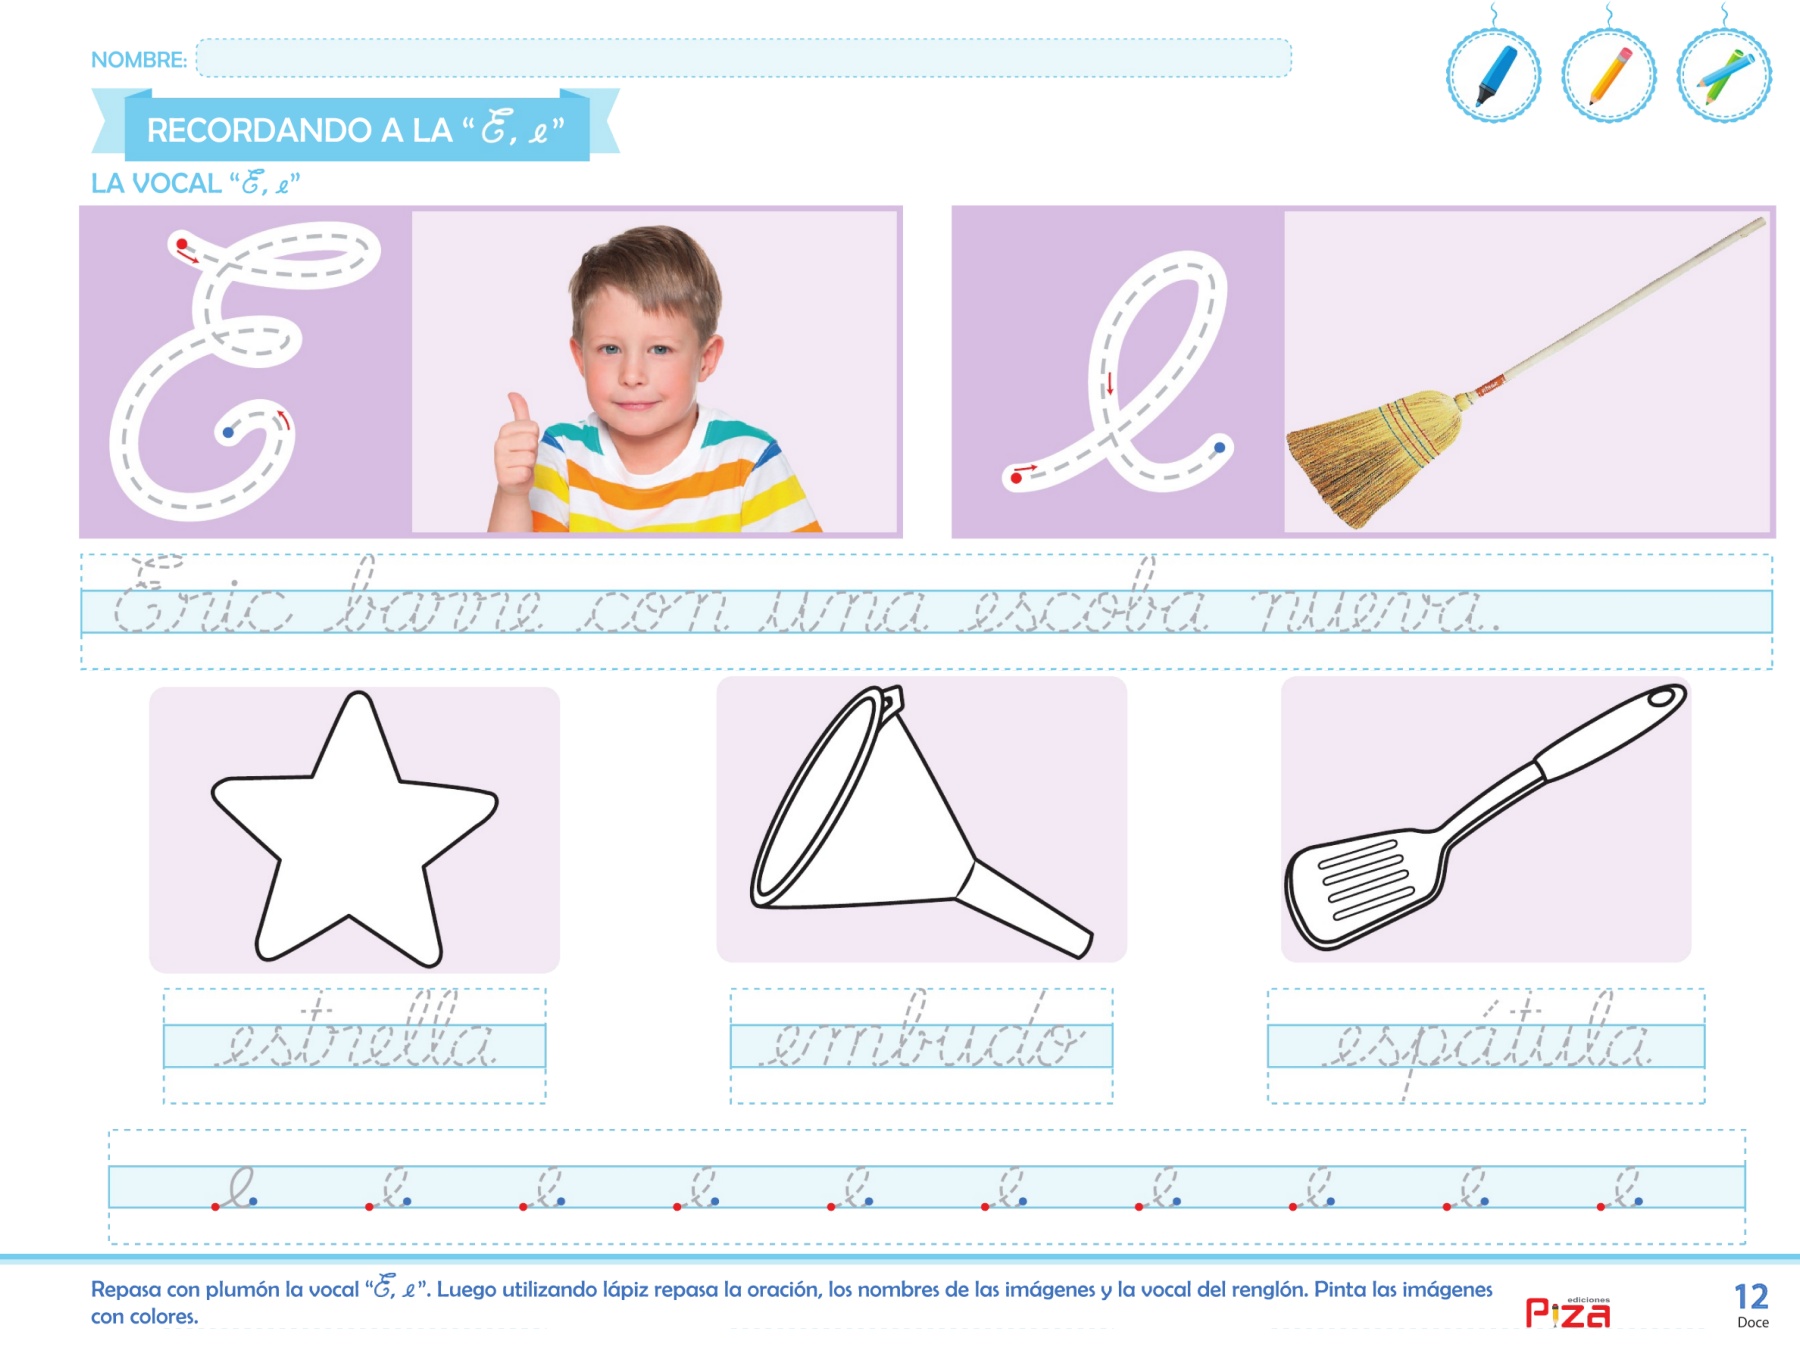 NOMBRE:
RECORDANDO A LA “E, e”
LA VOCAL “E, e”
E
e
Eric barre con una escoba nueva.
estrella
embudo
espátula
e e e e e e e e e e
Repasa con plumón la vocal “E, e”. Luego utilizando lápiz repasa la oración, los nombres de las imágenes y la vocal del renglón. Pinta las imágenes
con colores.
ediciones
Piza
12
Doce